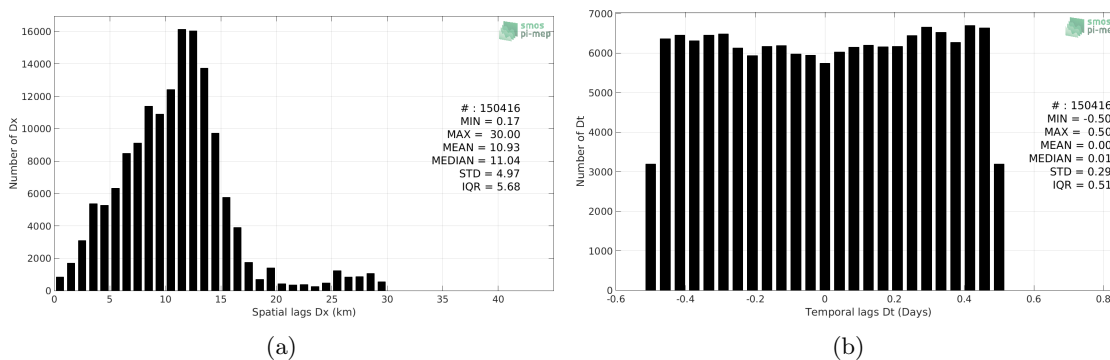 16000
14000
12000
10000
8000
6000
4000
2000
0
Number of Dx
smos
pi-mep
# : 150416
MIN = 0.17
MAX = 30.00
MEAN = 10.93
MEDIAN = 11.04
STD = 4.97
IQR = 5.68
0 5 10 15 20 25 30 35 40
Spatial lags Dx (km)
(a)
7000
6000
5000
4000
3000
2000
1000
0
Number of Dt
smos
pi-mep
# : 150416
MIN = -0.50
MAX = 0.50
MEAN = 0.00
MEDIAN = 0.01
STD = 0.29
IQR = 0.51
-0.6 -0.4 -0.2 0 0.2 0.4 0.6 0.8
Temporal lags Dt (Days)
(b)